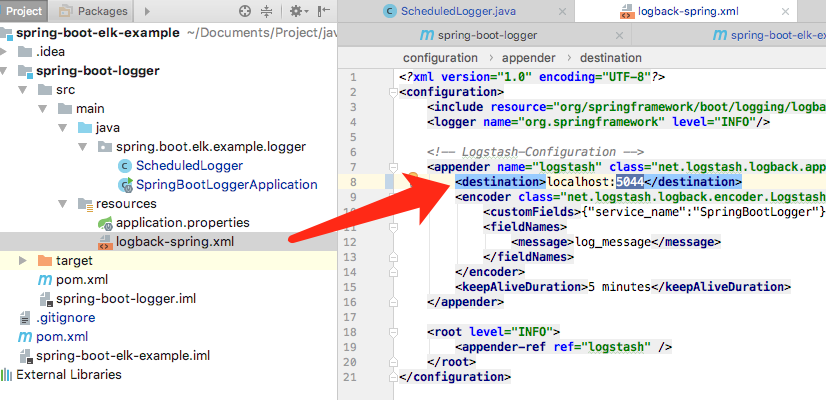 Project
Packages
spring-boot-elk-example ~/Documents/Project/jav
.idea
spring-boot-logger
src
main
java
spring.boot.elk.example.logger
ScheduledLogger
SpringBootLoggerApplication
resources
application.properties
logback-spring.xml
target
pom.xml
spring-boot-logger.iml
.gitignore
pom.xml
spring-boot-elk-example.iml
External Libraries
ScheduledLogger.java
logback-spring.xml
spring-boot-logger
spring-boot-elk-ex
configuration appender destination
1 <?xml version="1.0" encoding="UTF-8"?>
2 <configuration>
3 <include resource="org/springframework/boot/logging/logba
4 <logger name="org.springframework" level="INFO"/>
5
6 <!-- Logstash-Configuration -->
7 <appender name="logstash" class="net.logstash.logback.app
8 <destination>localhost:5044</destination>
9 <encoder class="net.logstash.logback.encoder.Logstash
10 <customFields>{"service_name":"SpringBootLogger"}
11 <fieldNames>
12 <message>log_message</message>
13 </fieldNames>
14 </encoder>
15 <keepAliveDuration>5 minutes</keepAliveDuration>
16 </appender>
17
18 <root level="INFO">
19 <appender-ref ref="logstash" />
20 </root>
21 </configuration>